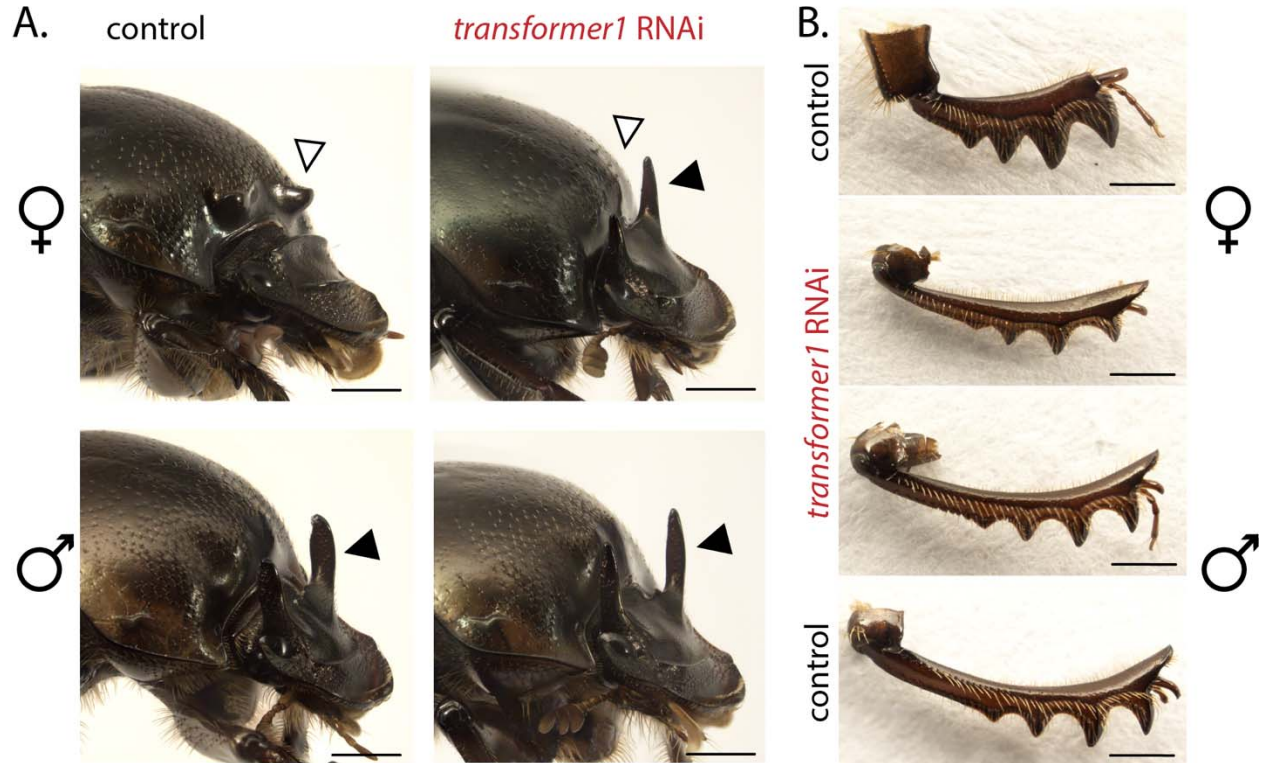 A.
control
transformer1 RNAi
♀
♂
B.
control
transformer1 RNAi
control
♀
♂